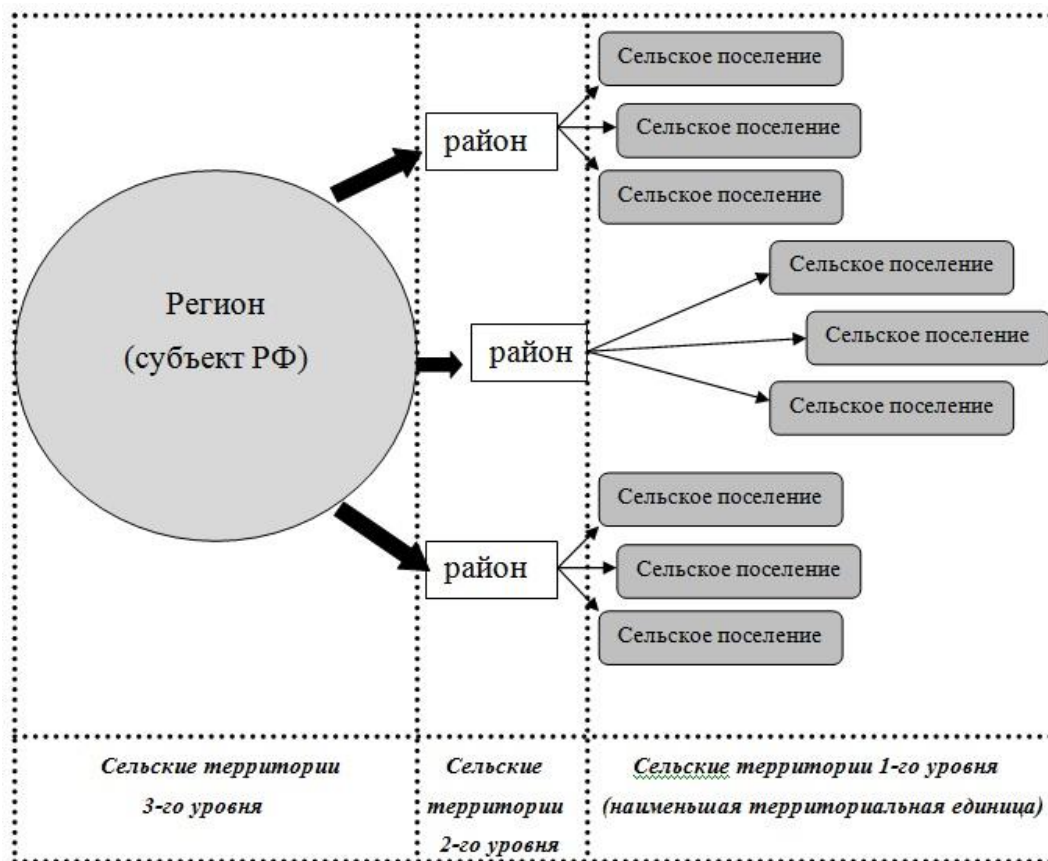 Регион
(субъект РФ)
район
Сельское поселение
Сельское поселение
Сельское поселение
район
Сельское поселение
Сельское поселение
Сельское поселение
район
Сельское поселение
Сельское поселение
Сельское поселение
Сельские территории
3-го уровня
Сельские
территории
2-го уровня
Сельские территории 1-го уровня
(наименьшая территориальная единица)